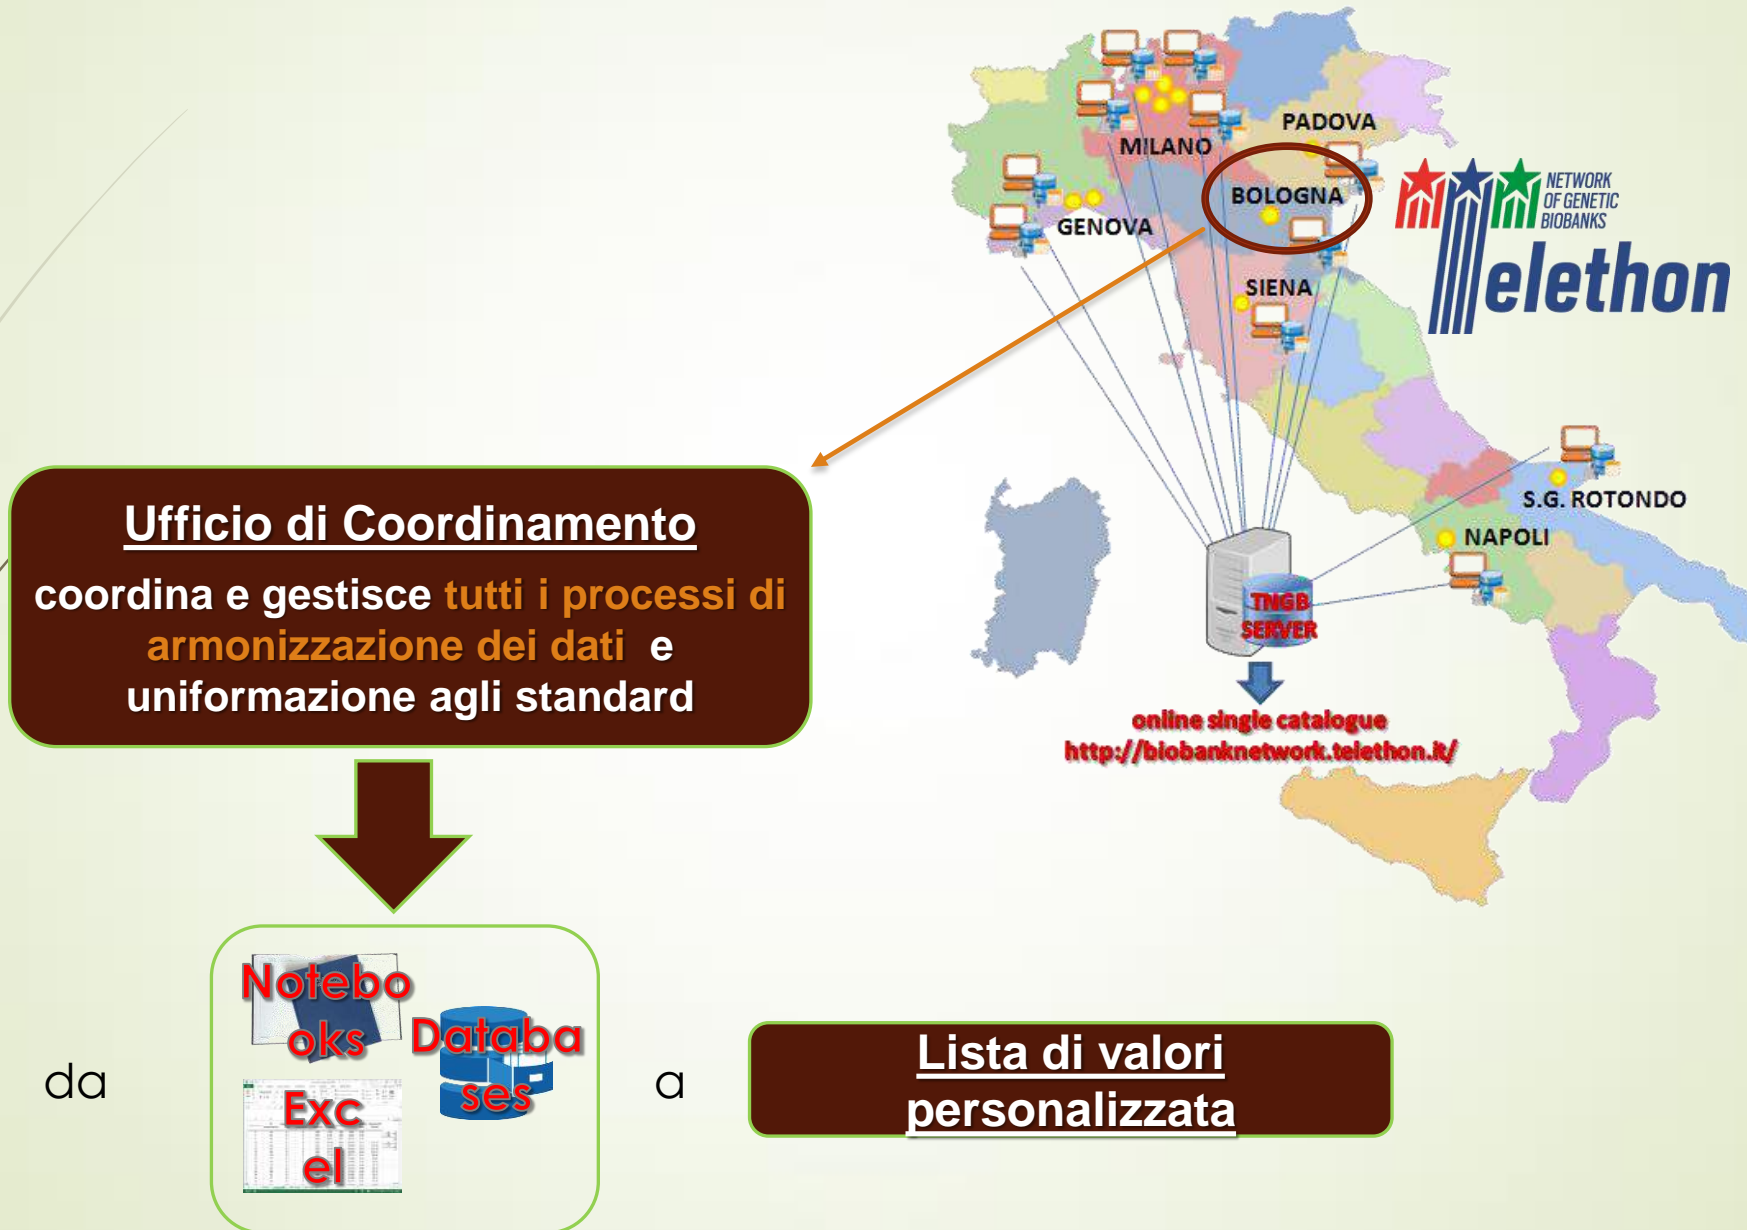 PADOVA
MILANO
BOLOGNA
GENOVA
SIENA
NETWORK
OF GENETIC
BIOBANKS
Telethon
S.G. ROTONDO
NAPOLI
TNGB
SERVER
online single catalogue
http://biobanknetwork.telethon.it/
Ufficio di Coordinamento
coordina e gestisce tutti i processi di
armonizzazione dei dati e
uniformazione agli standard
da
Notebo
oks
Databa
ses
Exc
el
a
Lista di valori
personalizzata